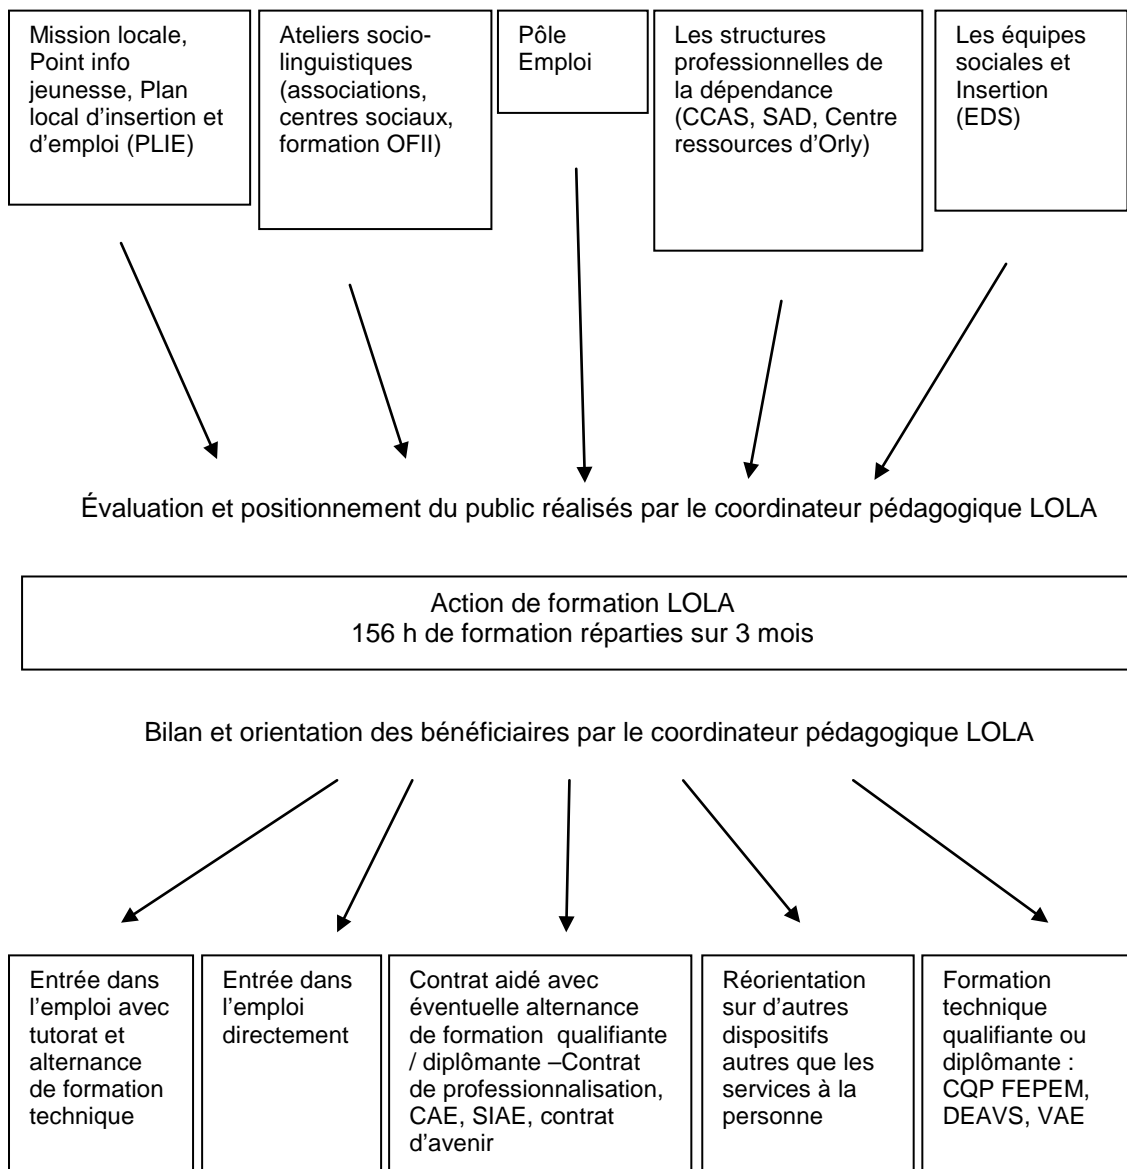 Mission locale,
Point info
jeunesse, Plan
local d’insertion et
d’emploi (PLIE)
Ateliers socio-
linguistiques
(associations,
centres sociaux,
formation OFII)
Pôle
Emploi
Les structures
professionnelles de
la dépendance
(CCAS, SAD, Centre
ressources d’Orly)
Les équipes
sociales et
Insertion
(EDS)
Évaluation et positionnement du public réalisés par le coordinateur pédagogique LOLA
Action de formation LOLA
156 h de formation réparties sur 3 mois
Bilan et orientation des bénéficiaires par le coordinateur pédagogique LOLA
Entrée dans
l’emploi avec
tutorat et
alternance
de formation
technique
Entrée dans
l’emploi
directement
Contrat aidé avec
éventuelle alternance
de formation qualifiante
/ diplômante –Contrat
de professionnalisation,
CAE, SIAE, contrat
d’avenir
Réorientation
sur d’autres
dispositifs
autres que les
services à la
personne
Formation
technique
qualifiante ou
diplômante :
CQP FEPEM,
DEAVS, VAE